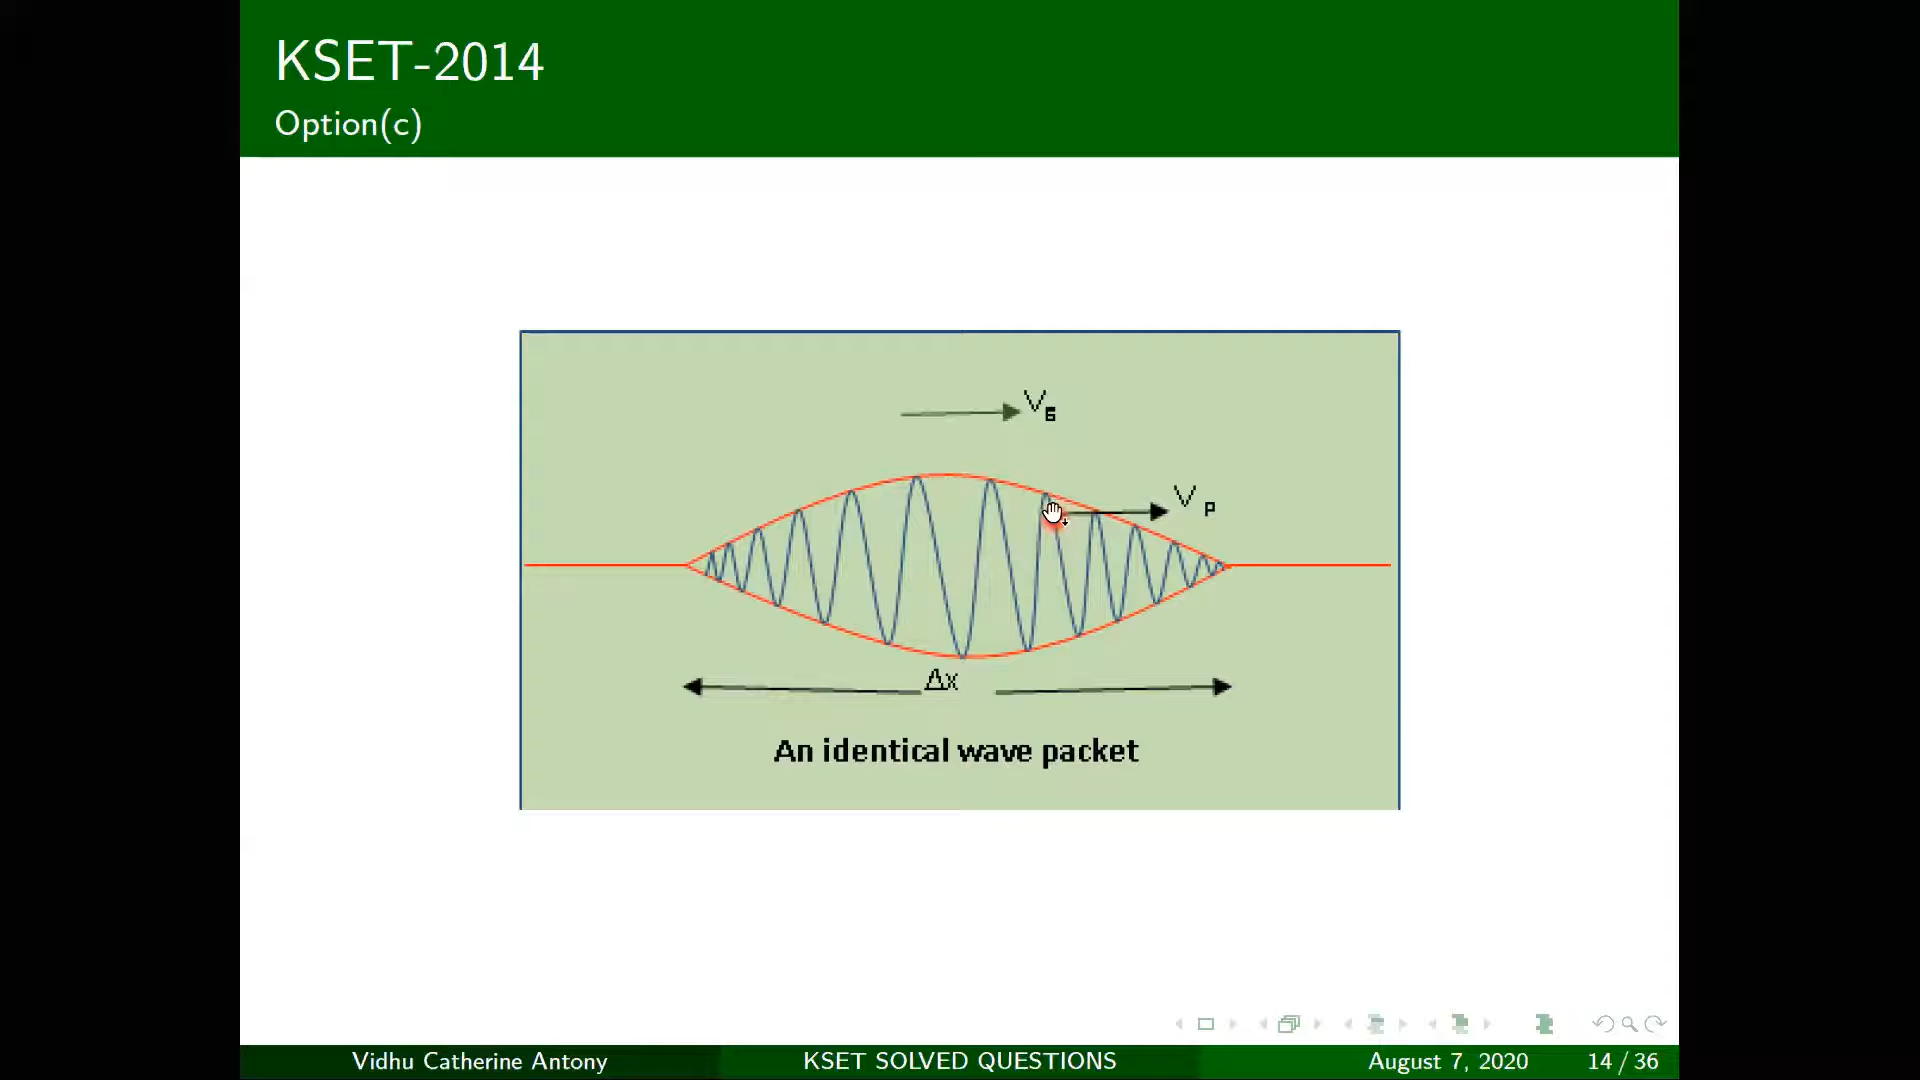 KSET-2014
Option(c)
VG
VP
Δx
An identical wave packet
Vidhu Catherine Antony KSET SOLVED QUESTIONS August 7, 2020 14 / 36